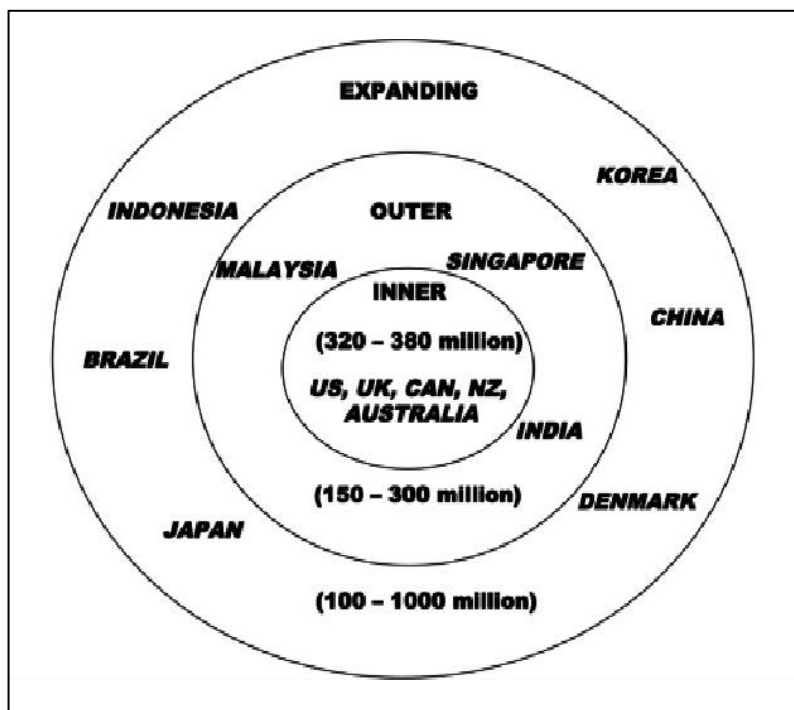 EXPANDING
KOREA
INDONESIA
OUTER
MALAYSIA
SINGAPORE
INNER
(320 – 380 million)
CHINA
BRAZIL
US, UK, CAN, NZ,
AUSTRALIA
INDIA
(150 – 300 million)
DENMARK
JAPAN
(100 – 1000 million)